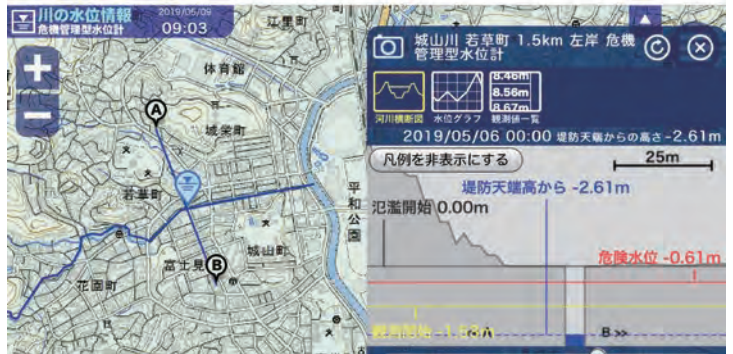 川の水位情報
危機管理型水位計
2019/05/09
09:03
江里町
体育館
A
城栄町
若草町
平和公園
富士見
B
城山町
花園町
城山川 若草町 1.5km 左岸 危機
管理型水位計
河川横断図
水位グラフ
8.46m
8.56m
8.67m
観測値一覧
2019/05/06 00:00 堤防天端からの高さ-2.61m
凡例を非表示にする
25m
堤防天端高から -2.61m
氾濫開始 0.00m
危険水位 -0.61m
観測開始 -1.53m
<< A
B >>